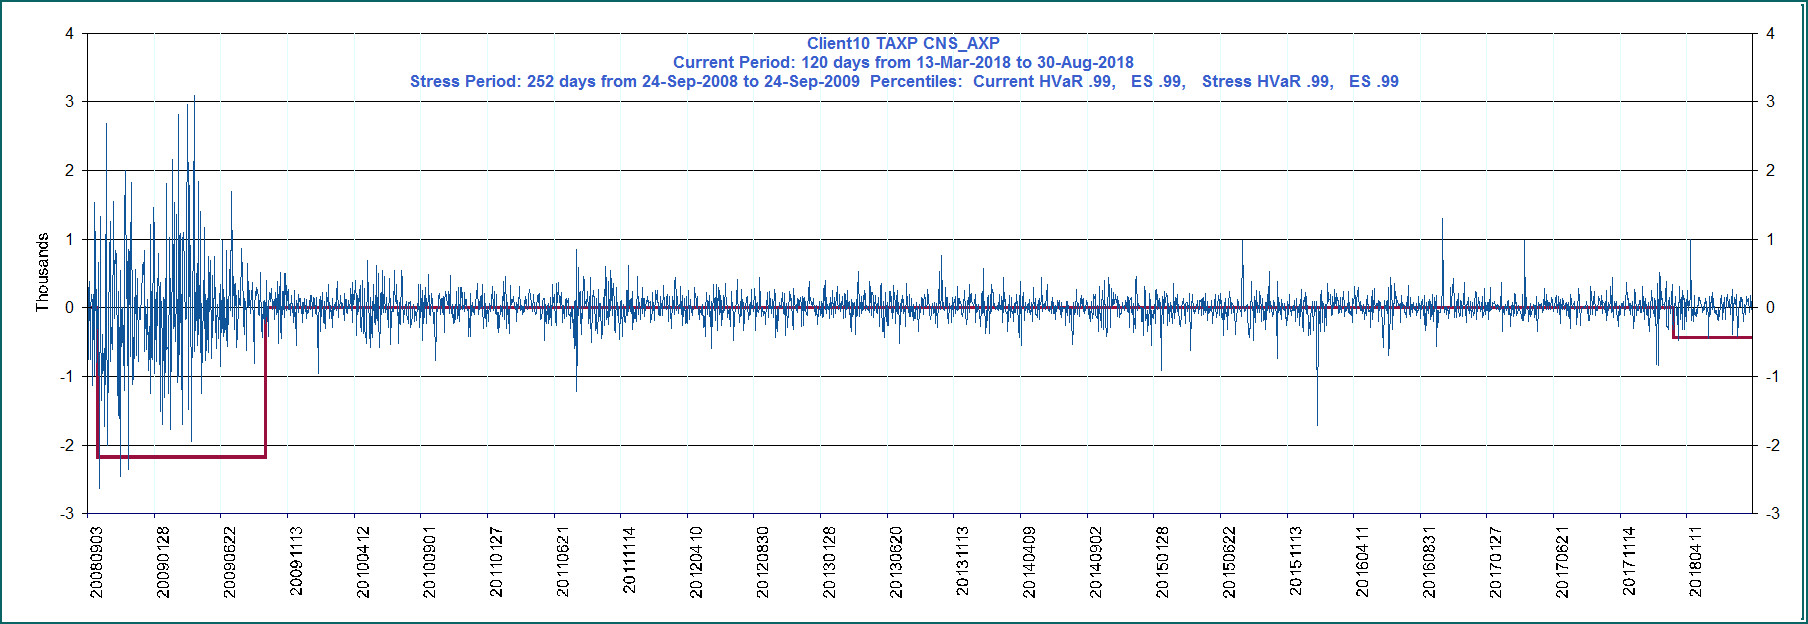 Client10 TAXP CNS_AXP
Current Period: 120 days from 13-Mar-2018 to 30-Aug-2018
Stress Period: 252 days from 24-Sep-2008 to 24-Sep-2009 Percentiles: Current HVaR .99, ES .99, Stress HVaR .99, ES .99
4 4
3 3
2 2
1 1
0 0
-1 -1
-2 -2
-3 -3
Thousands
20080903 20090128 20090622 20091113 20100412 20100901 20110127 20110621 20111114 20120410 20120830 20130128 20130620 20131113 20140409 20140902 20150128 20150622 20151113 20160411 20160831 20170127 20170621 20171114 20180411